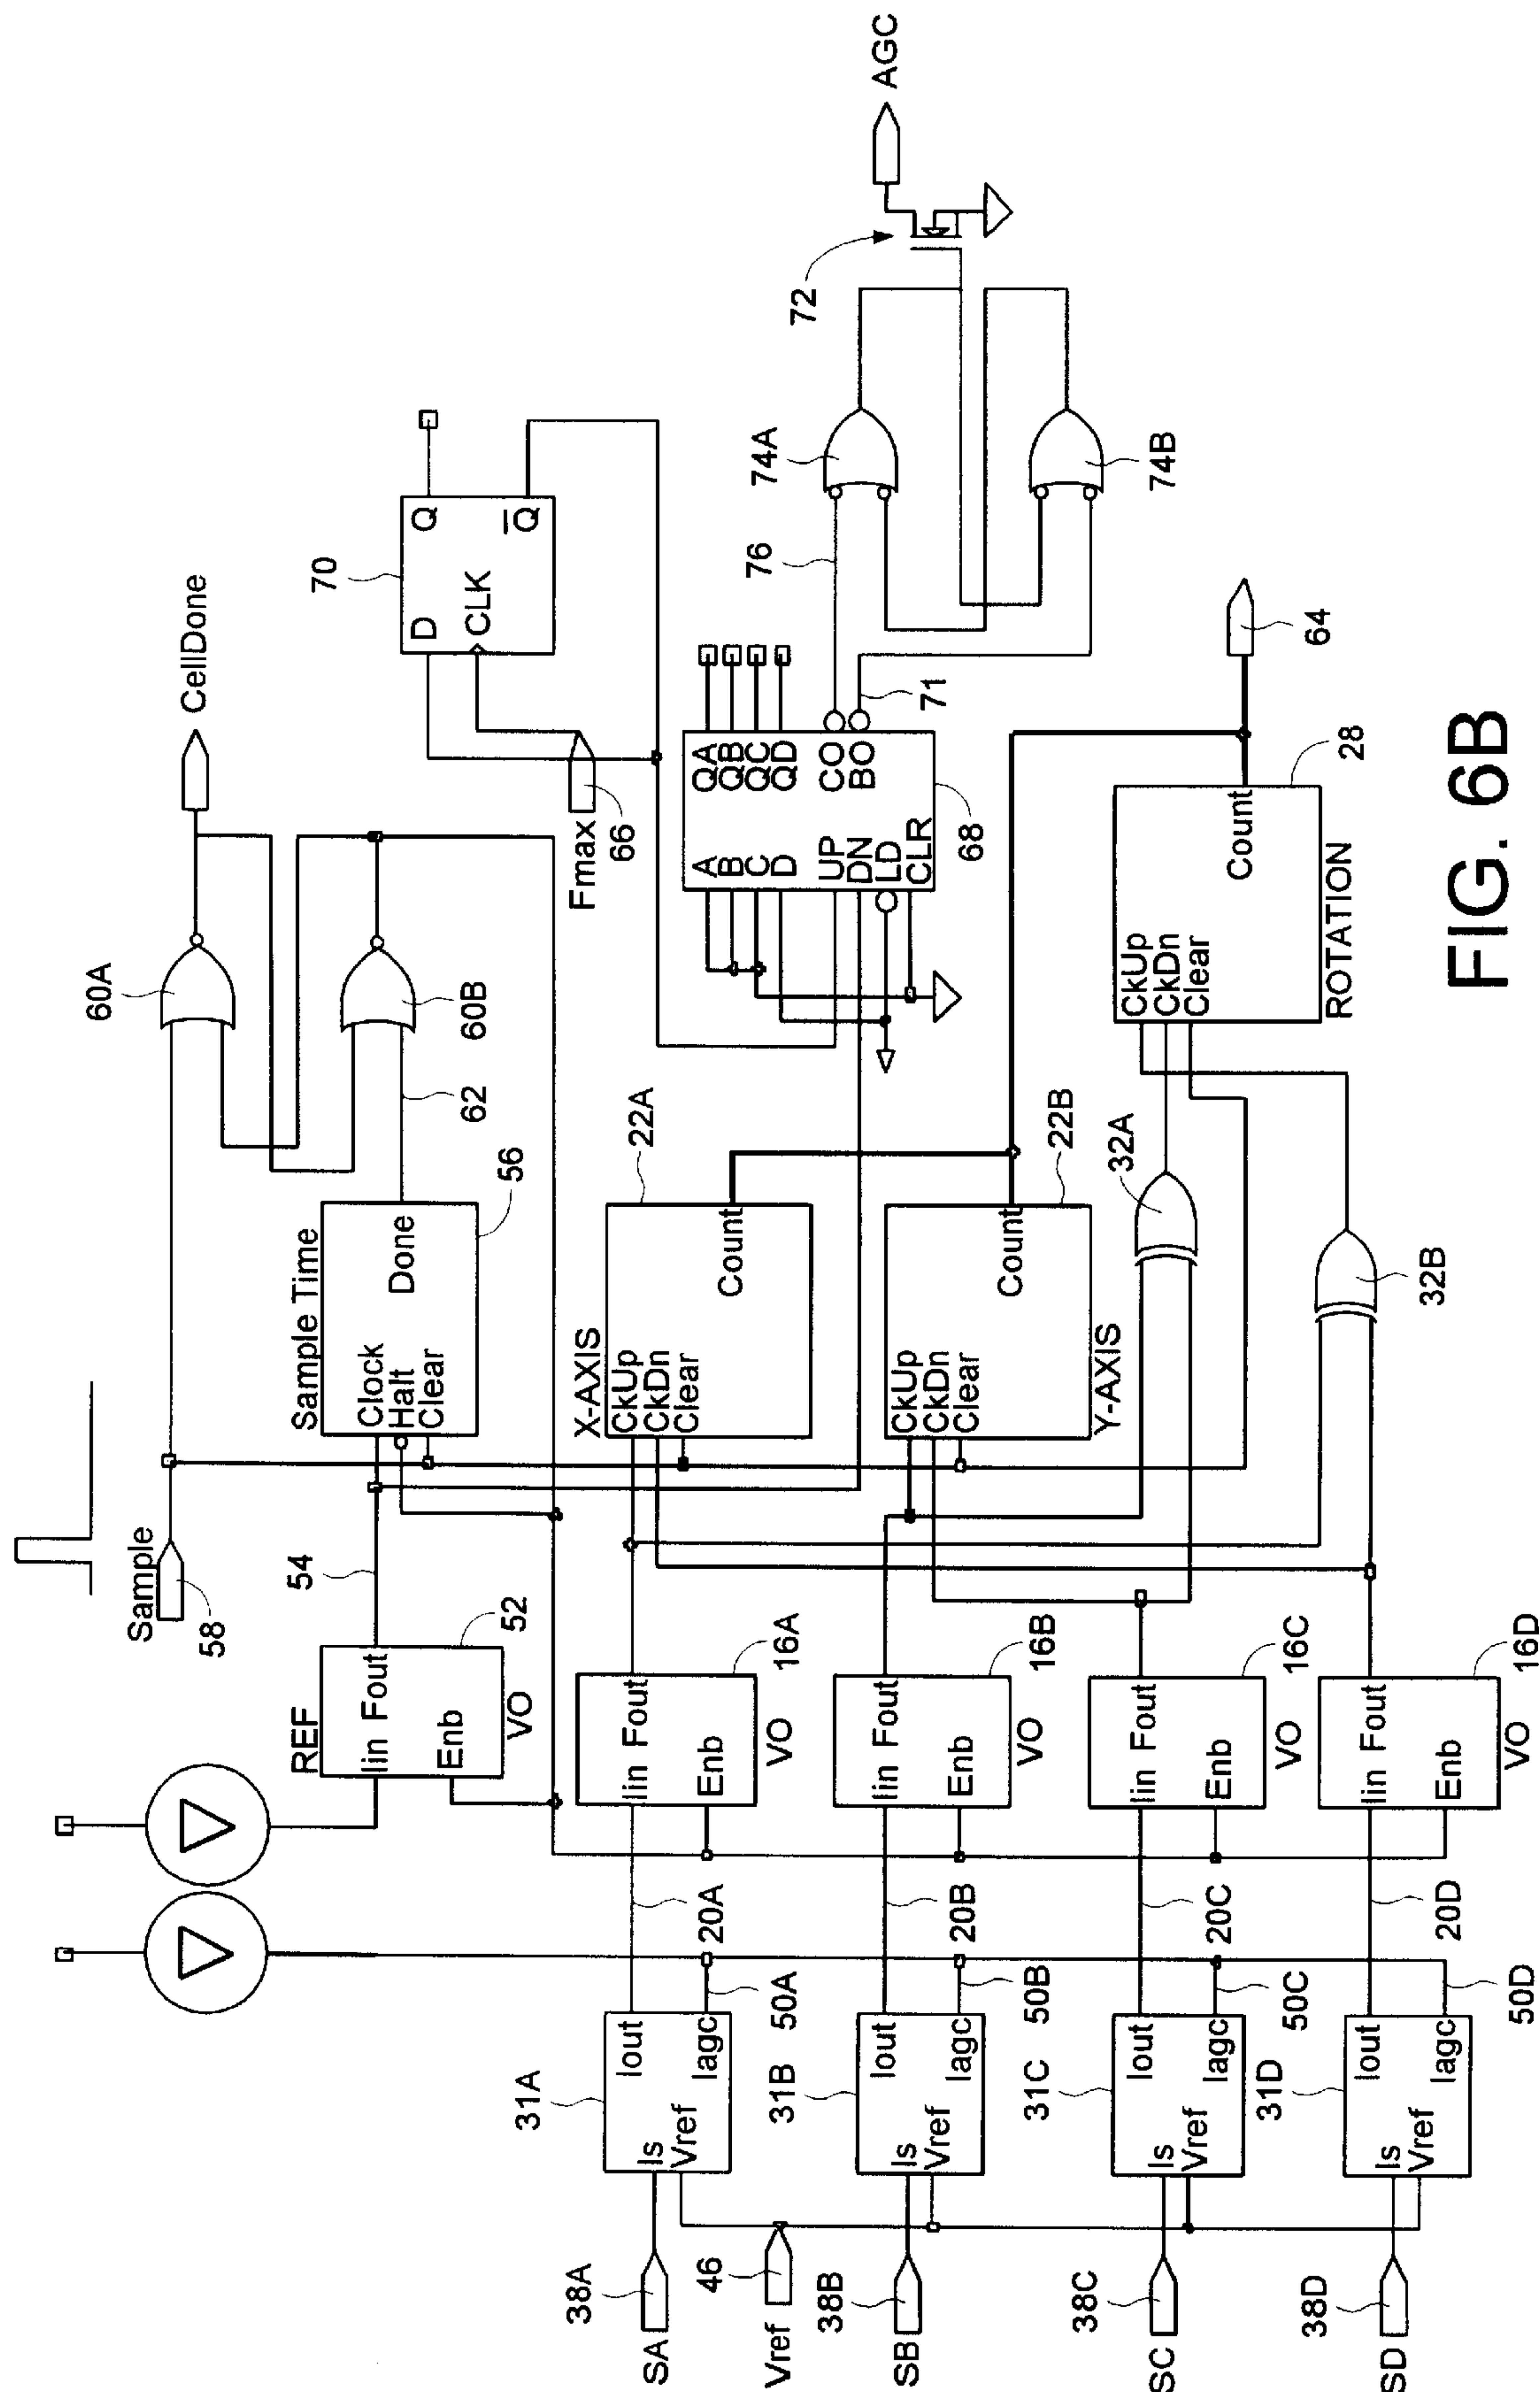 Sample
58
60A
CellDone
60B
62
REF
Iin Fout
Enb
VO
52
54
Sample Time
Clock
Halt
Clear
Done
56
70
D
CLK
Q
Q
Fmax
66
SA
38A
31A
Is
Vref
Iout
Iagc
50A
20A
Iin Fout
Enb
VO
16A
X-AXIS
CkUp
CkDn
Clear
Count
22A
A
B
C
D
UP
DN
LD
CLR
QA
QB
QC
QD
CO
BO
68
71
76
74A
74B
72
AGC
Vref
46
SB
38B
31B
Is
Vref
Iout
Iagc
50B
20B
Iin Fout
Enb
VO
16B
Y-AXIS
CkUp
CkDn
Clear
Count
22B
SC
38C
31C
Is
Vref
Iout
Iagc
50C
20C
Iin Fout
Enb
VO
16C
32A
ROTATION
CkUp
CkDn
Clear
Count
28
64
SD
38D
31D
Is
Vref
Iout
Iagc
50D
20D
Iin Fout
Enb
VO
16D
32B
FIG. 6B